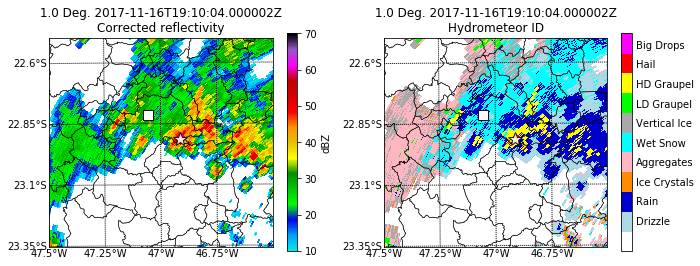 1.0 Deg. 2017-11-16T19:10:04.000002Z
Corrected reflectivity
22.6°S
22.85°S
23.1°S
23.35°S
47.5°W
47.25°W
47°W
46.75°W
70
60
50
40
30
20
10
dBZ
1.0 Deg. 2017-11-16T19:10:04.000002Z
Hydrometeor ID
22.6°S
22.85°S
23.1°S
23.35°S
47.5°W
47.25°W
47°W
46.75°W
Big Drops
Hail
HD Graupel
LD Graupel
Vertical Ice
Wet Snow
Aggregates
Ice Crystals
Rain
Drizzle